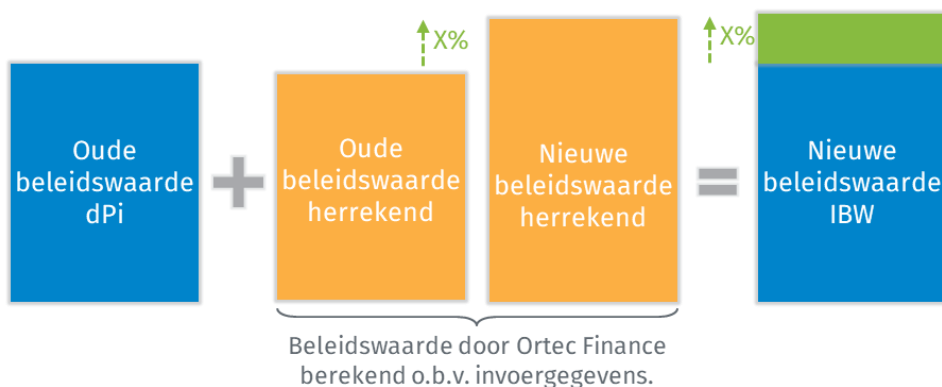 X%
X%
Oude
beleidswaarde
dPi
+
Oude
beleidswaarde
herrekend
Nieuwe
beleidswaarde
herrekend
=
Nieuwe
beleidswaarde
IBW
Beleidswaarde door Ortec Finance
berekend o.b.v. invoergegevens.